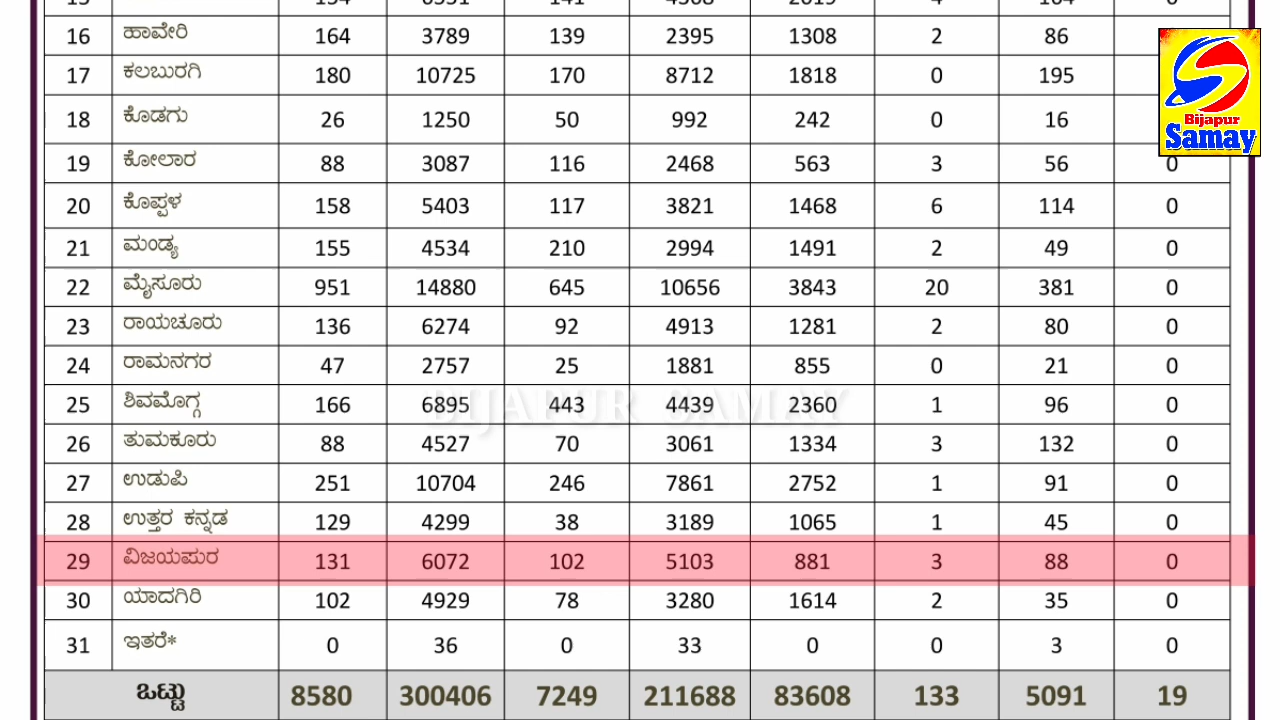 16 ಹಾವೇರಿ 164 3789 139 2395 1308 2 86
17 ಕಲಬುರಗಿ 180 10725 170 8712 1818 0 195
18 ಕೊಡಗು 26 1250 50 992 242 0 16
19 ಕೋಲಾರ 88 3087 116 2468 563 3 56 0
20 ಕೊಪ್ಪಳ 158 5403 117 3821 1468 6 114 0
21 ಮಂಡ್ಯ 155 4534 210 2994 1491 2 49 0
22 ಮೈಸೂರು 951 14880 645 10656 3843 20 381 0
23 ರಾಯಚೂರು 136 6274 92 4913 1281 2 80 0
24 ರಾಮನಗರ 47 2757 25 1881 855 0 21 0
25 ಶಿವಮೊಗ್ಗ 166 6895 443 4439 2360 1 96 0
26 ತುಮಕೂರು 88 4527 70 3061 1334 3 132 0
27 ಉಡುಪಿ 251 10704 246 7861 2752 1 91 0
28 ಉತ್ತರ ಕನ್ನಡ 129 4299 38 3189 1065 1 45 0
29 ವಿಜಯಪುರ 131 6072 102 5103 881 3 88 0
30 ಯಾದಗಿರಿ 102 4929 78 3280 1614 2 35 0
31 ಇತರೆ* 0 36 0 33 0 0 3 0
ಒಟ್ಟು 8580 300406 7249 211688 83608 133 5091 19
Bijapur
Samay
BIJAPUR SAMAY